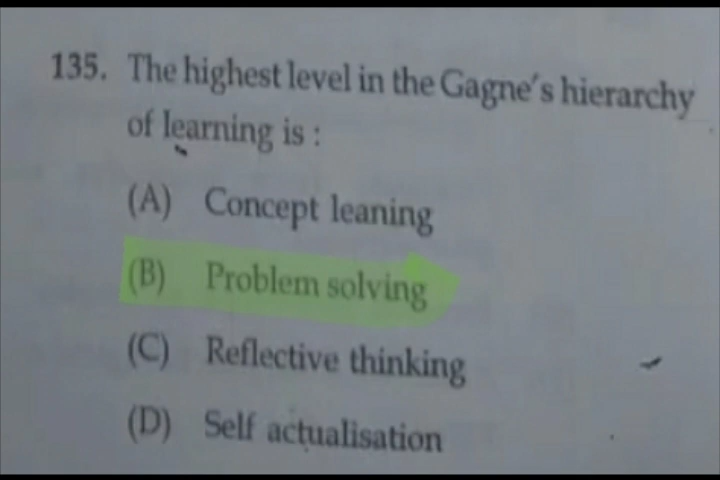 135. The highest level in the Gagne's hierarchy
of learning is :
(A) Concept leaning
(B) Problem solving
(C) Reflective thinking
(D) Self actualisation